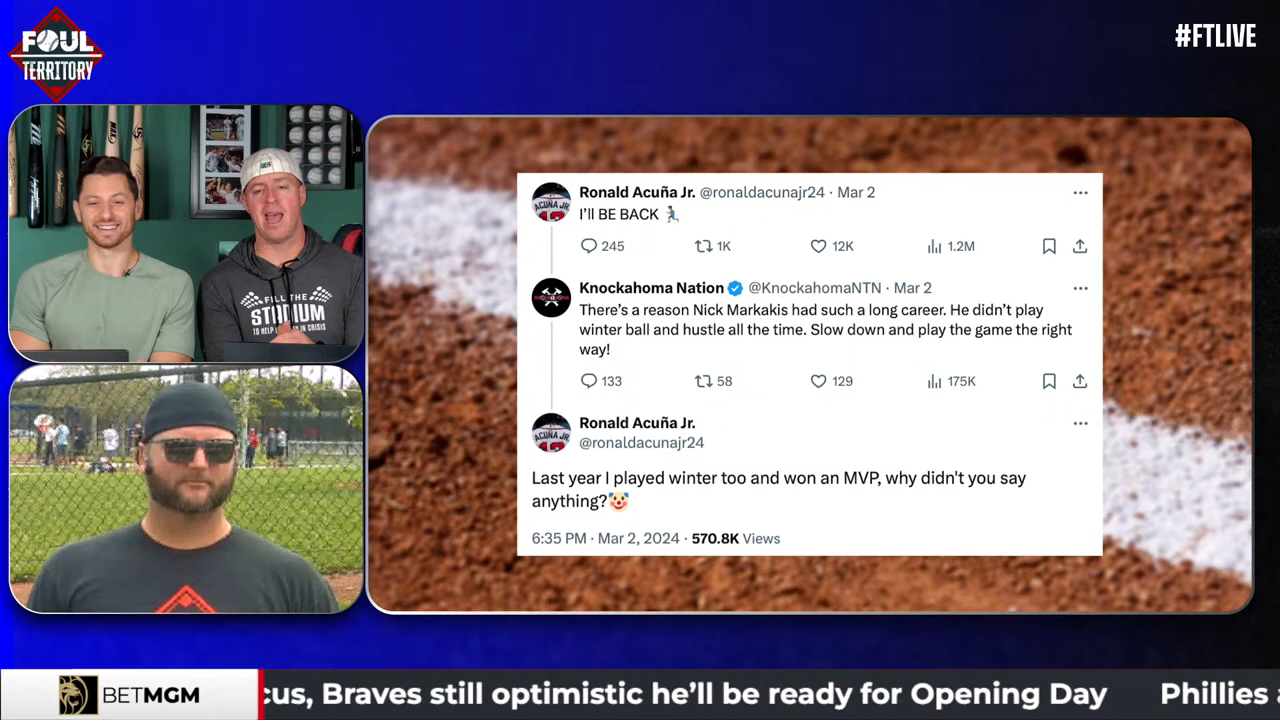 FOUL
TERRITORY
#FTLIVE
FILL THE
STADIUM
Ronald Acuña Jr. @ronaldacunajr24 · Mar 2
I'll BE BACK
245 1K 12K 1.2M
Knockahoma Nation @KnockahomaNTN · Mar 2
There's a reason Nick Markakis had such a long career. He didn't play
winter ball and hustle all the time. Slow down and play the game the right
way!
133 58 129 175K
Ronald Acuña Jr.
@ronaldacunajr24
Last year I played winter too and won an MVP, why didn't you say
anything?🤡
6:35 PM · Mar 2, 2024 · 570.8K Views
BETMGM
cus, Braves still optimistic he'll be ready for Opening Day Phillies